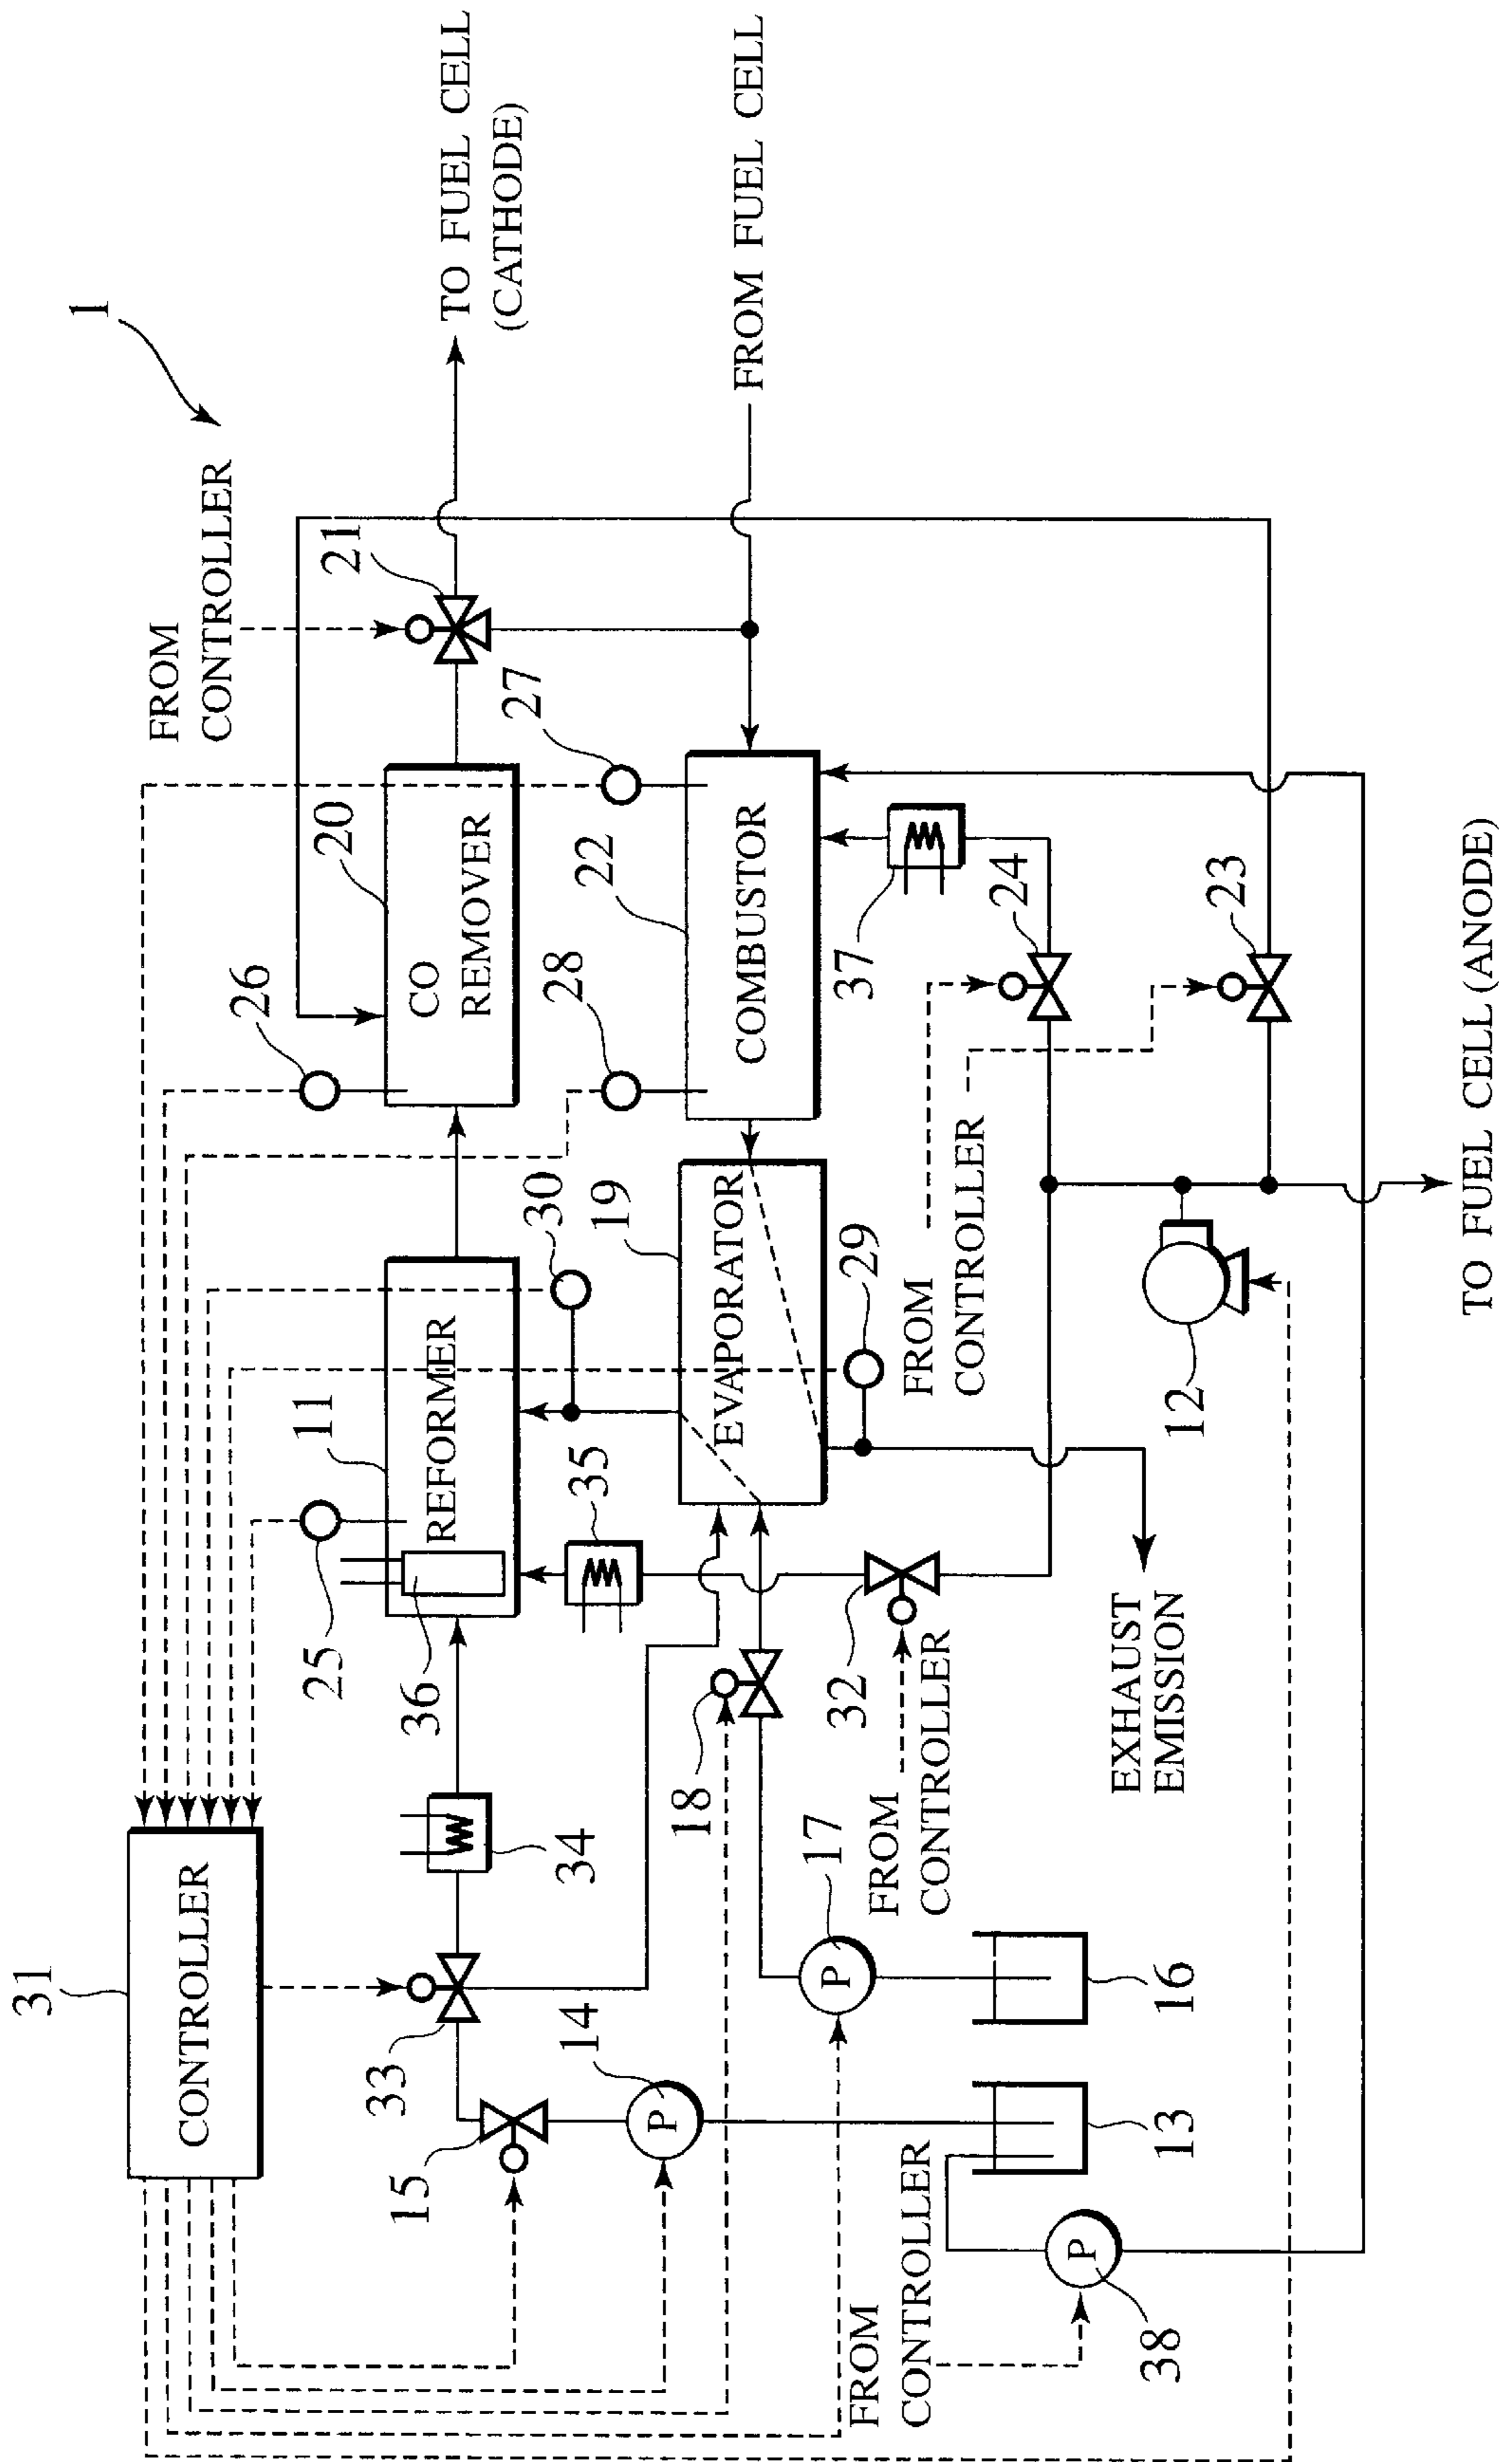 1
31
CONTROLLER
FROM
CONTROLLER
TO FUEL CELL
(CATHODE)
FROM FUEL CELL
21
20
26
CO
REMOVER
27
22
28
COMBUSTOR
37
24
23
11
25
36
REFORMER
30
19
35
EVAPORATOR
29
34
33
15
14
P
18
17
P
32
FROM
CONTROLLER
FROM
CONTROLLER
12
16
13
EXHAUST
EMISSION
FROM
CONTROLLER
P
38
TO FUEL CELL (ANODE)